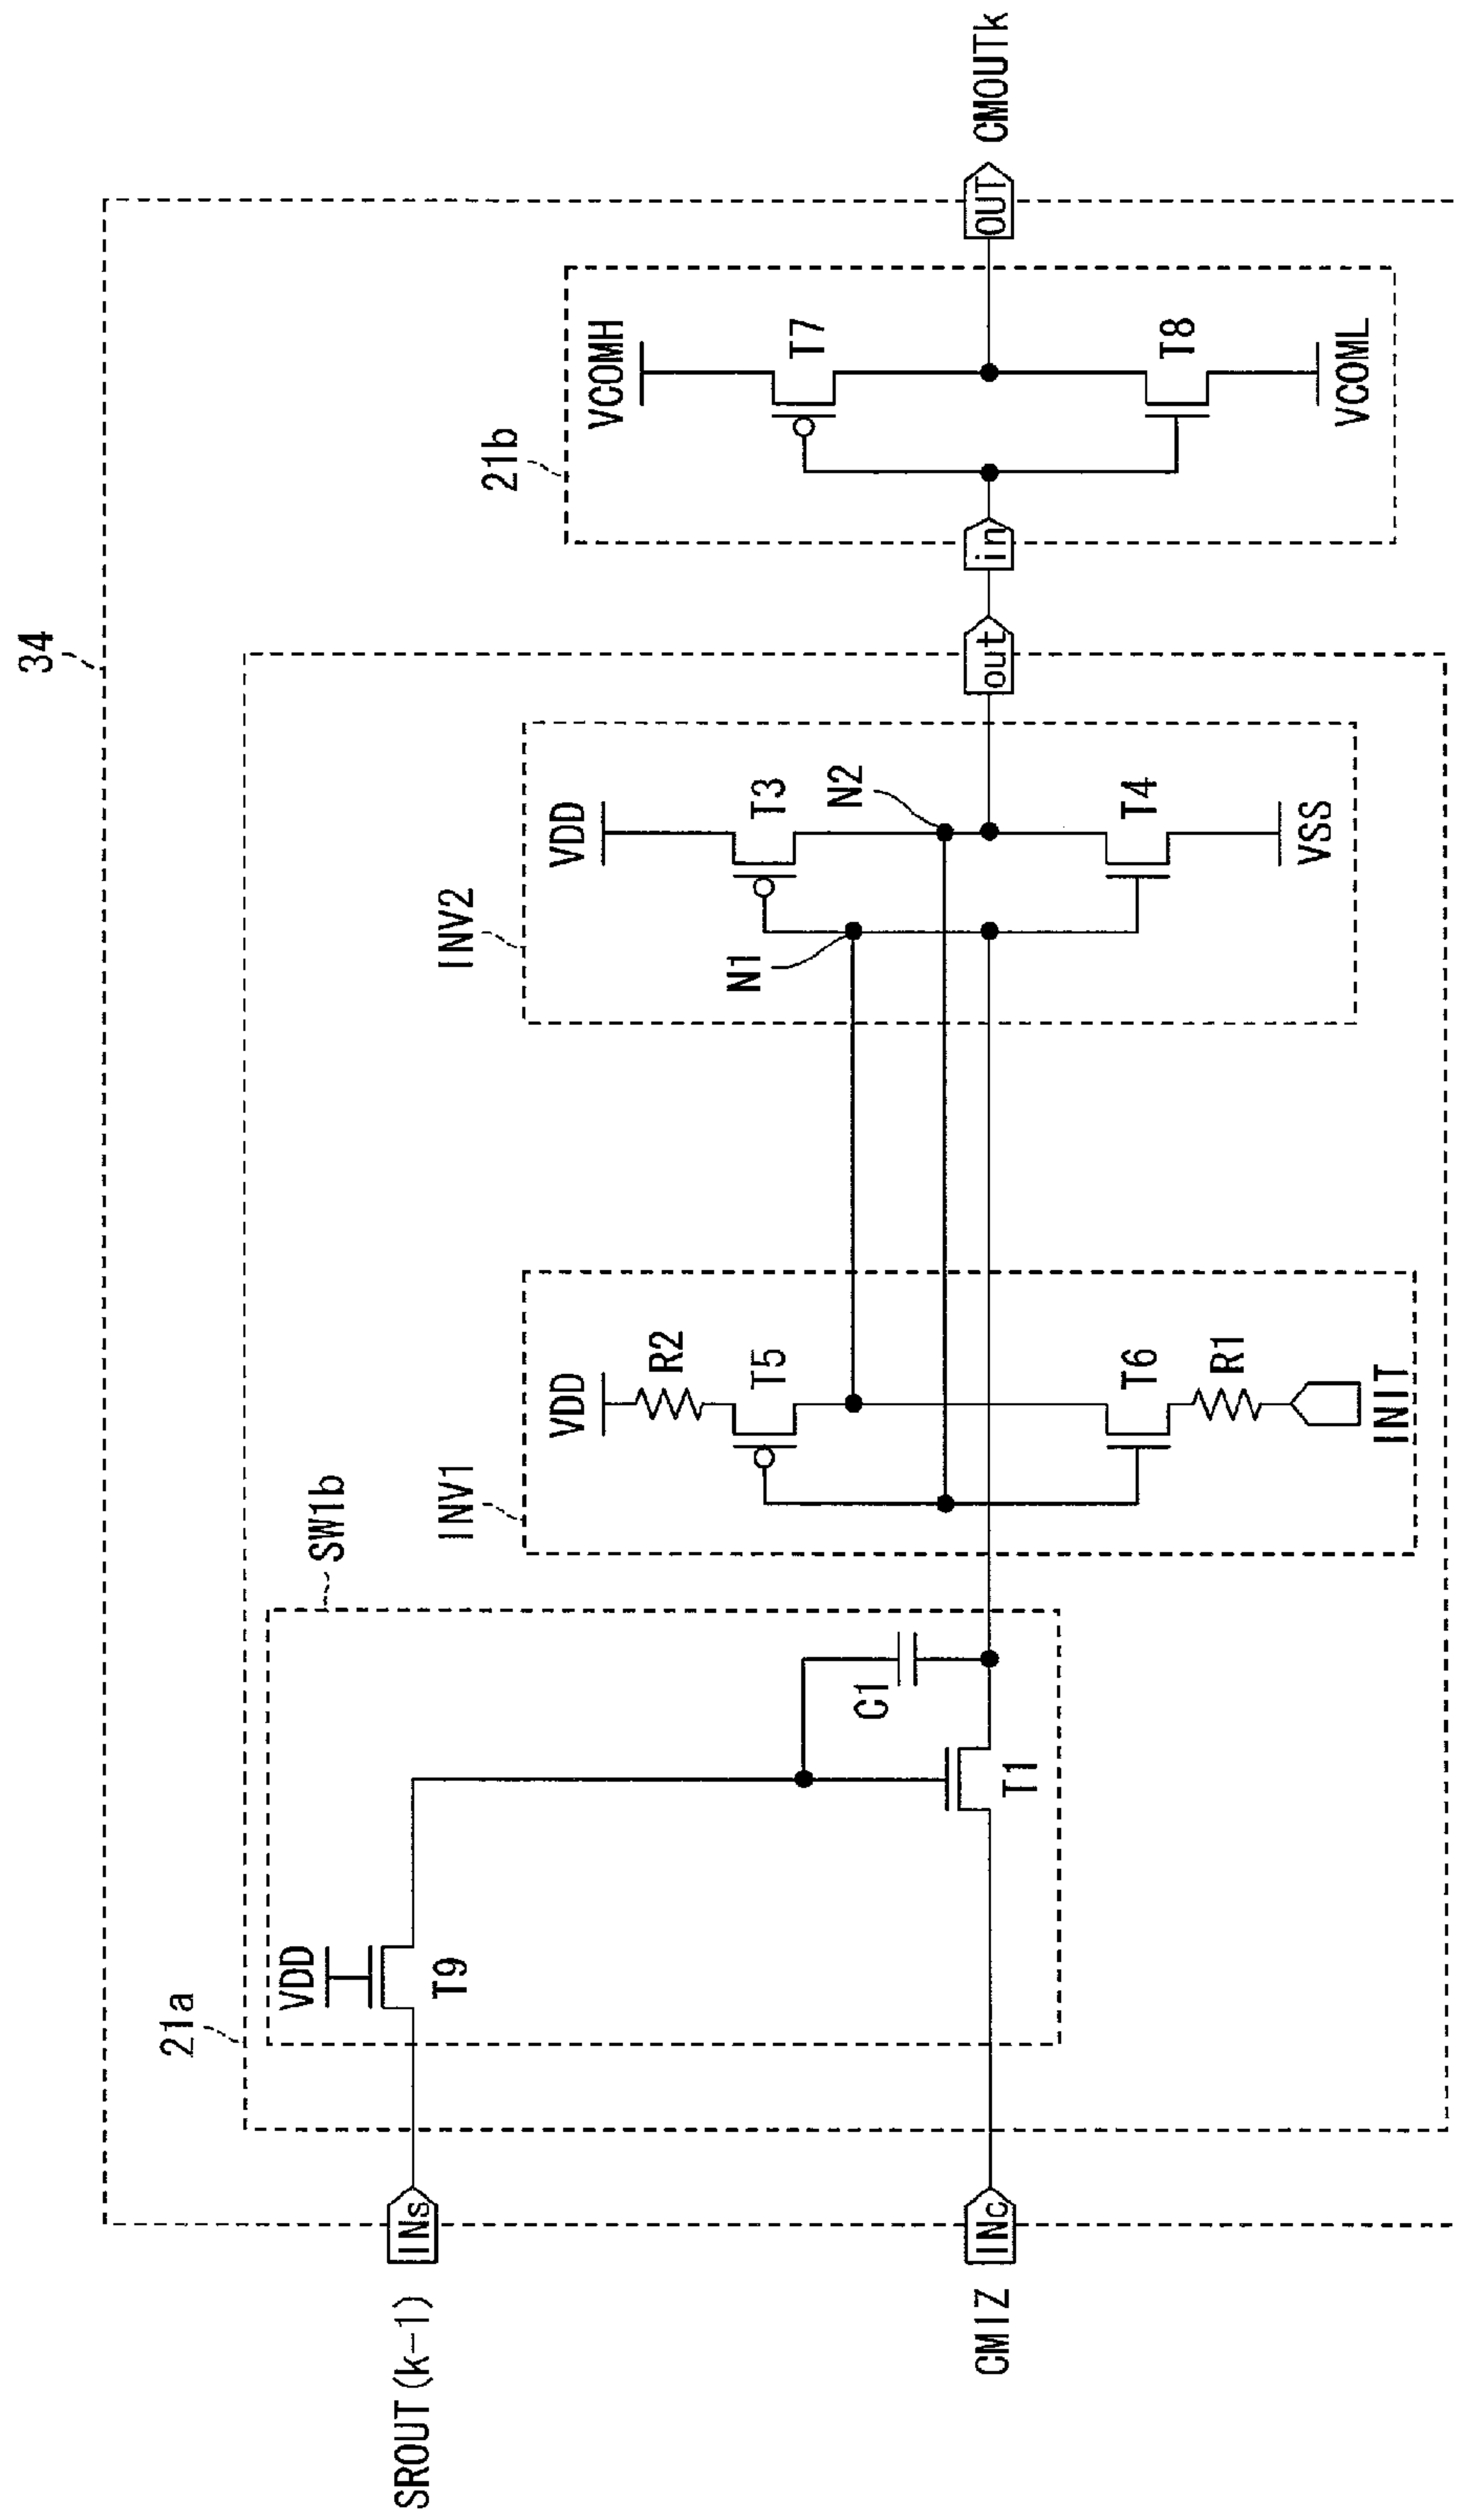 34
21a
SW1b
INV1
INV2
21b
VDD
T9
C1
T1
VDD
R2
T5
T6
R1
INIT
VDD
T3
N1
N2
T4
VSS
VCOMH
T7
T8
VCOML
SROUT(k-1)
INs
CMIZ
INc
out
in
OUT
CMOUTk